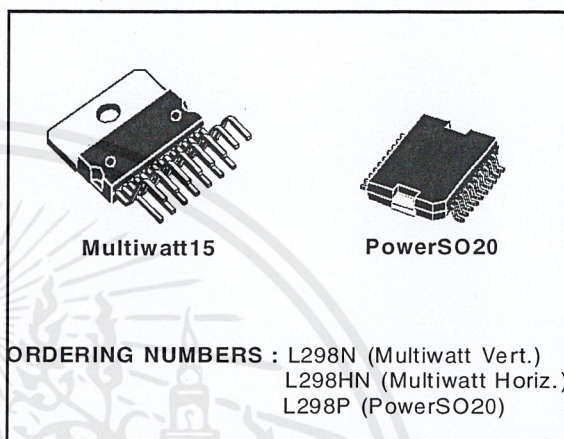 Multiwatt15 PowerSO20
ORDERING NUMBERS : L298N (Multiwatt Vert.)
L298HN (Multiwatt Horiz.)
L298P (PowerSO20)